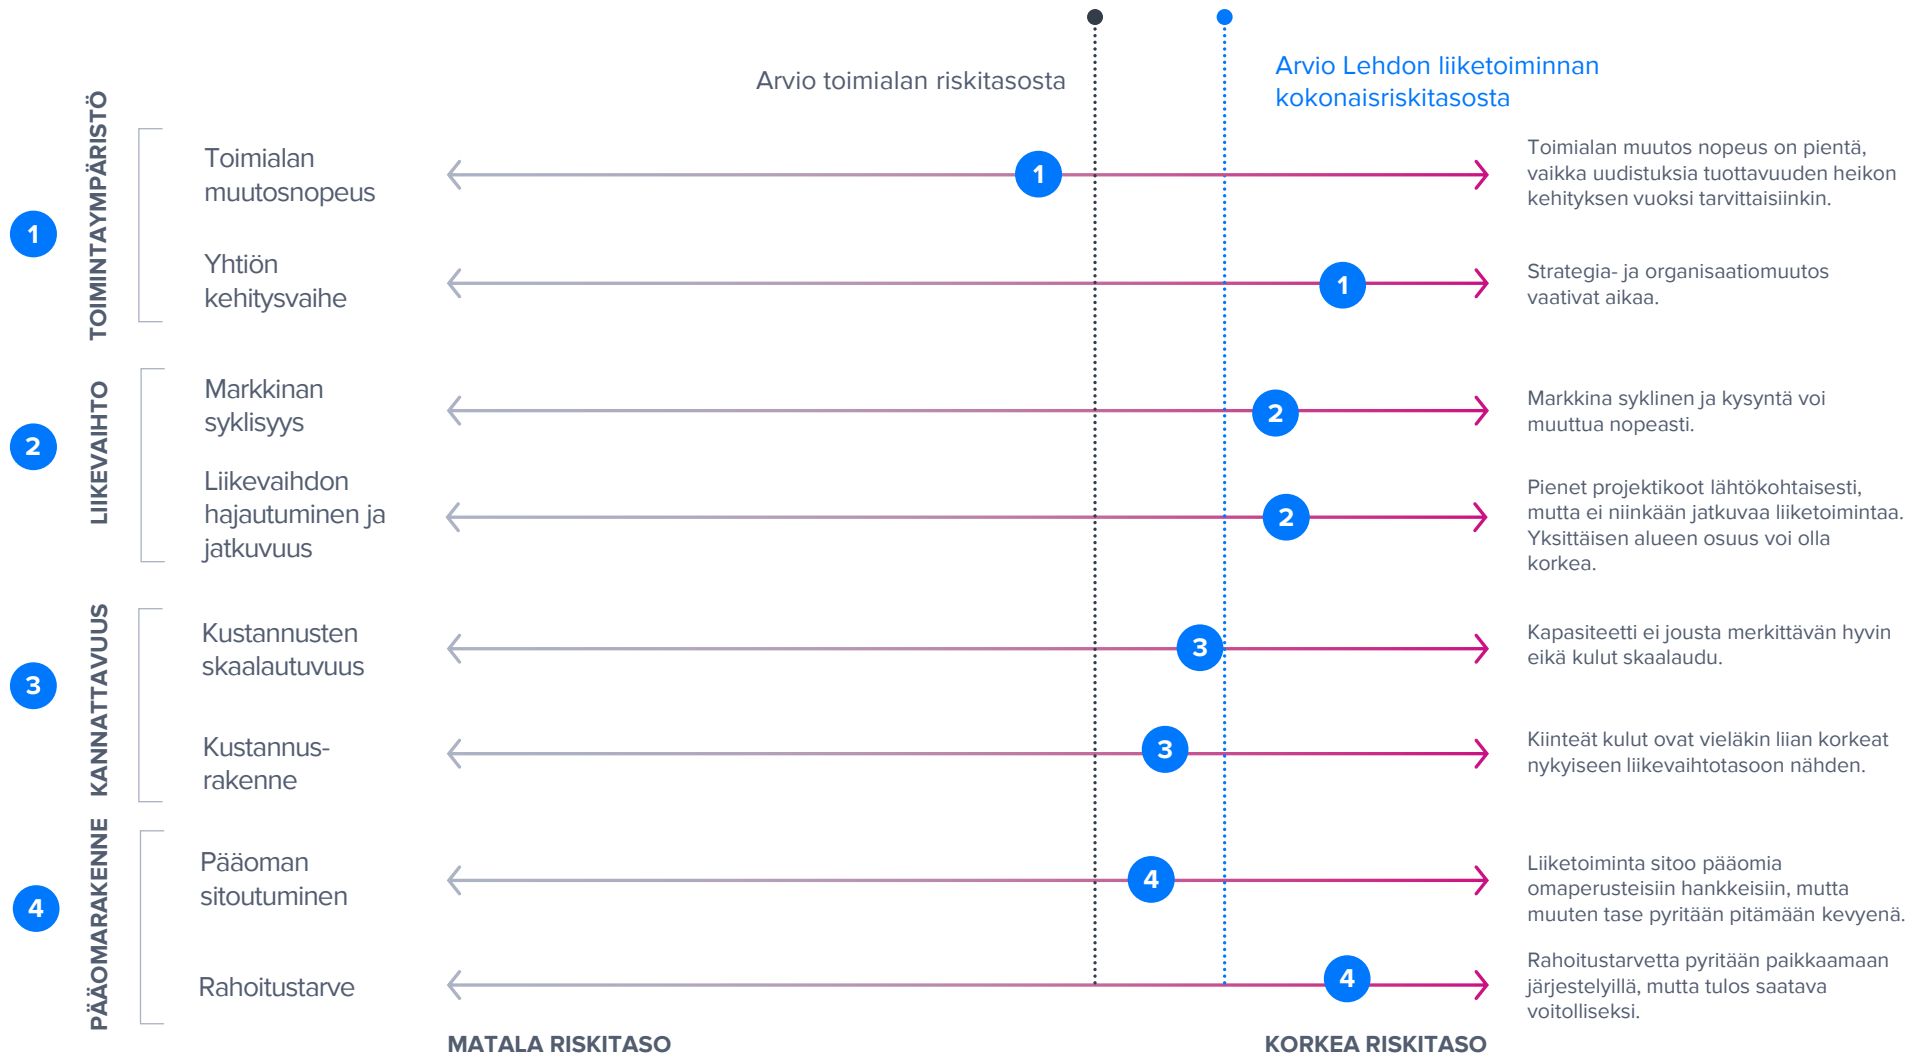 Arvio toimialan riskitasosta
Arvio Lehdon liiketoiminnan
kokonaisriskitasosta
1
TOIMINTAYMPÄRISTÖ
Toimialan
muutosnopeus
1
Toimialan muutos nopeus on pientä,
vaikka uudistuksia tuottavuuden heikon
kehityksen vuoksi tarvittaisiinkin.
Yhtiön
kehitysvaihe
1
Strategia- ja organisaatiomuutos
vaativat aikaa.
2
LIIKEVAIHTO
Markkinan
syklisyys
2
Markkina syklinen ja kysyntä voi
muuttua nopeasti.
Liikevaihdon
hajautuminen ja
jatkuvuus
2
Pienet projektikoot lähtökohtaisesti,
mutta ei niinkään jatkuvaa liiketoimintaa.
Yksittäisen alueen osuus voi olla
korkea.
3
KANNATTAVUUS
Kustannusten
skaalautuvuus
3
Kapasiteetti ei jousta merkittävän hyvin
eikä kulut skaalaudu.
Kustannus-
rakenne
3
Kiinteät kulut ovat vieläkin liian korkeat
nykyiseen liikevaihtotasoon nähden.
4
PÄÄOMARAKENNE
Pääoman
sitoutuminen
4
Liiketoiminta sitoo pääomia
omaperusteisiin hankkeisiin, mutta
muuten tase pyritään pitämään kevyenä.
Rahoitustarve
4
Rahoitustarvetta pyritään paikkaamaan
järjestelyillä, mutta tulos saatava
voitolliseksi.
MATALA RISKITASO
KORKEA RISKITASO